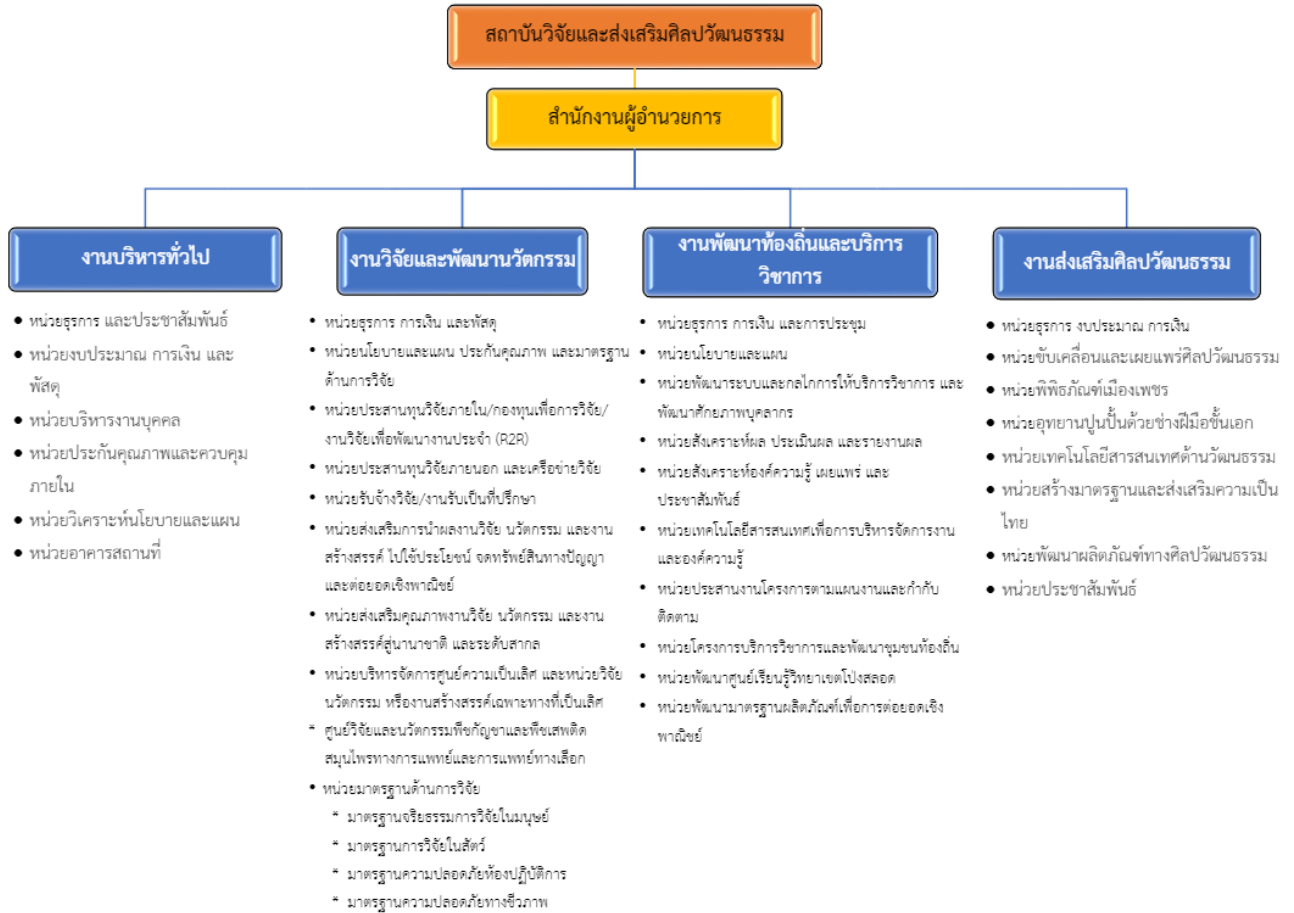 สถาบันวิจัยและส่งเสริมศิลปวัฒนธรรม
สำนักงานผู้อำนวยการ
งานบริหารทั่วไป
• หน่วยธุรการ และประชาสัมพันธ์
• หน่วยงบประมาณ การเงิน และ
พัสดุ
• หน่วยบริหารงานบุคคล
• หน่วยประกันคุณภาพและควบคุม
ภายใน
• หน่วยวิเคราะห์นโยบายและแผน
• หน่วยอาคารสถานที่
งานวิจัยและพัฒนานวัตกรรม
• หน่วยธุรการ การเงิน และพัสดุ
• หน่วยนโยบายและแผน ประกันคุณภาพ และมาตรฐาน
ด้านการวิจัย
• หน่วยประสานทุนวิจัยภายใน/กองทุนเพื่อการวิจัย/
งานวิจัยเพื่อพัฒนางานประจำ (R2R)
• หน่วยประสานทุนวิจัยภายนอก และเครือข่ายวิจัย
• หน่วยรับจ้างวิจัย/งานรับเป็นที่ปรึกษา
• หน่วยส่งเสริมการนำผลงานวิจัย นวัตกรรม และงาน
สร้างสรรค์ ไปใช้ประโยชน์ จดทรัพย์สินทางปัญญา
และต่อยอดเชิงพาณิชย์
• หน่วยส่งเสริมคุณภาพงานวิจัย นวัตกรรม และงาน
สร้างสรรค์สู่นานาชาติ และระดับสากล
• หน่วยบริหารจัดการศูนย์ความเป็นเลิศ และหน่วยวิจัย
นวัตกรรม หรืองานสร้างสรรค์เฉพาะทางที่เป็นเลิศ
* ศูนย์วิจัยและนวัตกรรมพืชกัญชาและพืชเสพติด
สมุนไพรทางการแพทย์และการแพทย์ทางเลือก
• หน่วยมาตรฐานด้านการวิจัย
* มาตรฐานจริยธรรมการวิจัยในมนุษย์
* มาตรฐานการวิจัยในสัตว์
* มาตรฐานความปลอดภัยห้องปฏิบัติการ
* มาตรฐานความปลอดภัยทางชีวภาพ
งานพัฒนาท้องถิ่นและบริการ
วิชาการ
• หน่วยธุรการ การเงิน และการประชุม
• หน่วยนโยบายและแผน
• หน่วยพัฒนาระบบและกลไกการให้บริการวิชาการ และ
พัฒนาศักยภาพบุคลากร
• หน่วยสังเคราะห์ผล ประเมินผล และรายงานผล
• หน่วยสังเคราะห์องค์ความรู้ เผยแพร่ และ
ประชาสัมพันธ์
• หน่วยเทคโนโลยีสารสนเทศเพื่อการบริหารจัดการงาน
และองค์ความรู้
• หน่วยประสานงานโครงการตามแผนงานและกำกับ
ติดตาม
• หน่วยโครงการบริการวิชาการและพัฒนาชุมชนท้องถิ่น
• หน่วยพัฒนาศูนย์เรียนรู้วิทยาเขตโป่งสลอด
• หน่วยพัฒนามาตรฐานผลิตภัณฑ์เพื่อการต่อยอดเชิง
พาณิชย์
งานส่งเสริมศิลปวัฒนธรรม
• หน่วยธุรการ งบประมาณ การเงิน
• หน่วยขับเคลื่อนและเผยแพร่ศิลปวัฒนธรรม
• หน่วยพิพิธภัณฑ์เมืองเพชร
• หน่วยอุทยานปูนปั้นด้วยช่างฝีมือชั้นเอก
• หน่วยเทคโนโลยีสารสนเทศด้านวัฒนธรรม
• หน่วยสร้างมาตรฐานและส่งเสริมความเป็น
ไทย
• หน่วยพัฒนาผลิตภัณฑ์ทางศิลปวัฒนธรรม
• หน่วยประชาสัมพันธ์